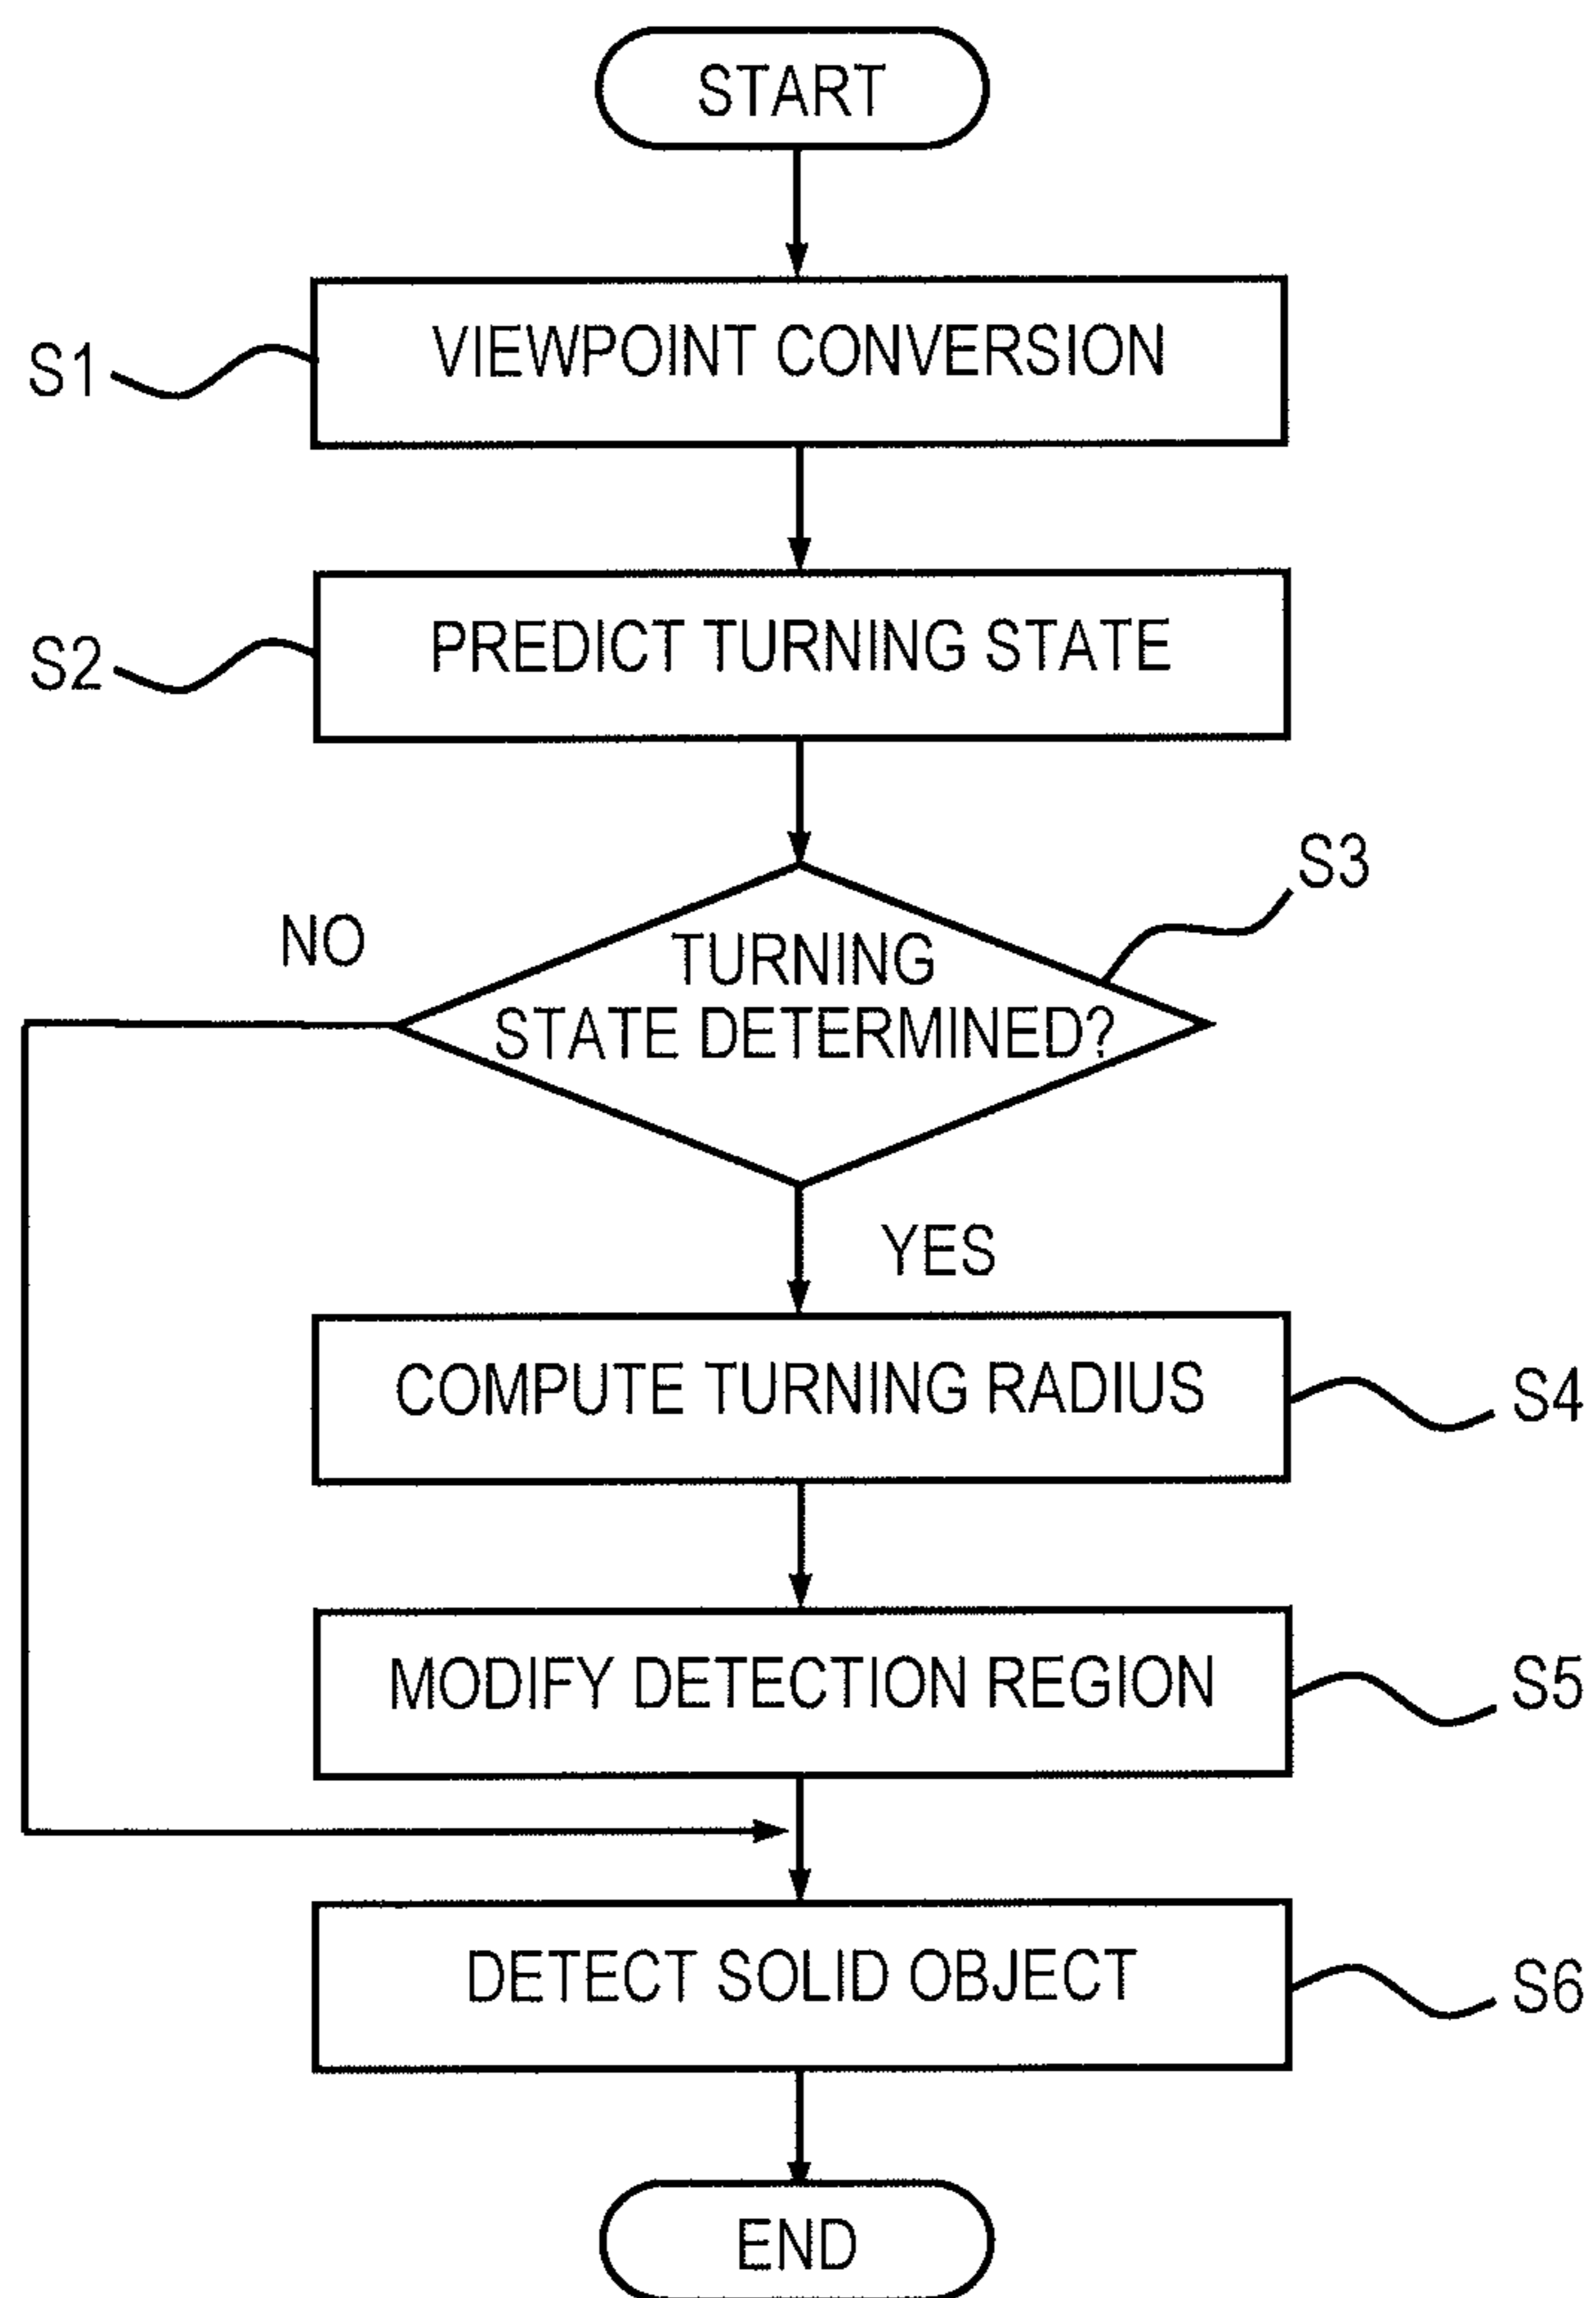 START
S1
VIEWPOINT CONVERSION
S2
PREDICT TURNING STATE
S3
NO
TURNING
STATE DETERMINED?
YES
COMPUTE TURNING RADIUS
S4
MODIFY DETECTION REGION
S5
DETECT SOLID OBJECT
S6
END